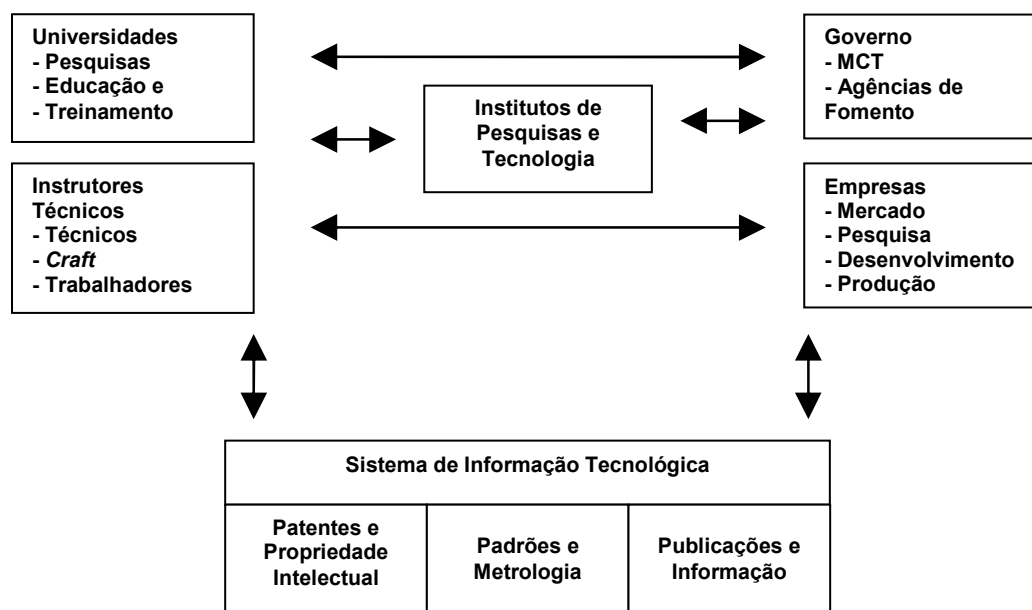 Universidades
- Pesquisas
- Educação e
- Treinamento
Governo
- MCT
- Agências de
Fomento
Institutos de
Pesquisas e
Tecnologia
Instrutores
Técnicos
- Técnicos
- Craft
- Trabalhadores
Empresas
- Mercado
- Pesquisa
- Desenvolvimento
- Produção
Sistema de Informação Tecnológica
Patentes e
Propriedade
Intelectual
Padrões e
Metrologia
Publicações e
Informação